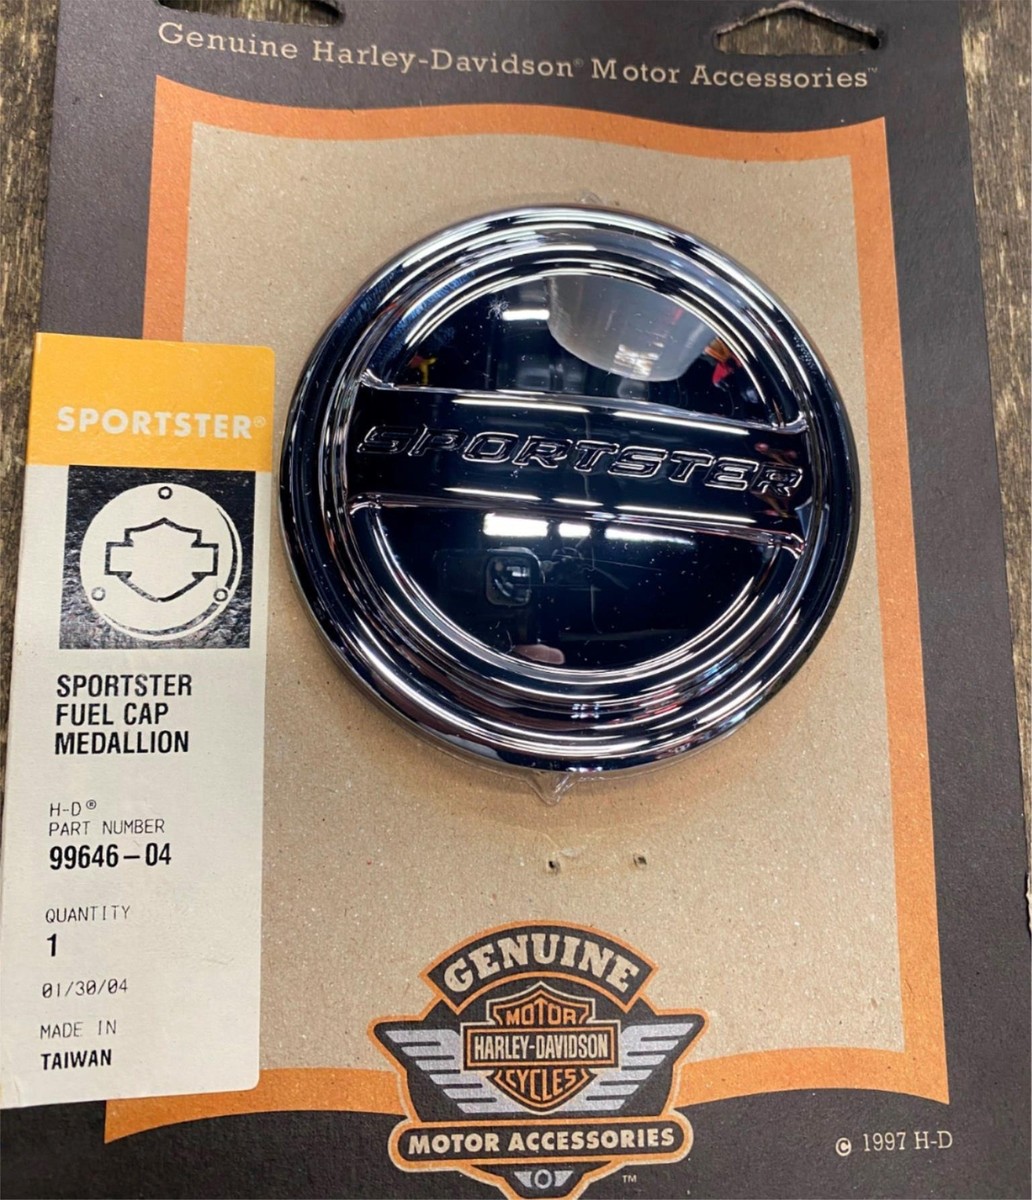 Genuine Harley-Davidson® Motor Accessories™
SPORTSTER
SPORTSTER®
SPORTSTER
FUEL CAP
MEDALLION
H-D®
PART NUMBER
99646-04
QUANTITY
1
01/30/04
MADE IN
TAIWAN
GENUINE
MOTOR
HARLEY-DAVIDSON
CYCLES
MOTOR ACCESSORIES
™
© 1997 H-D